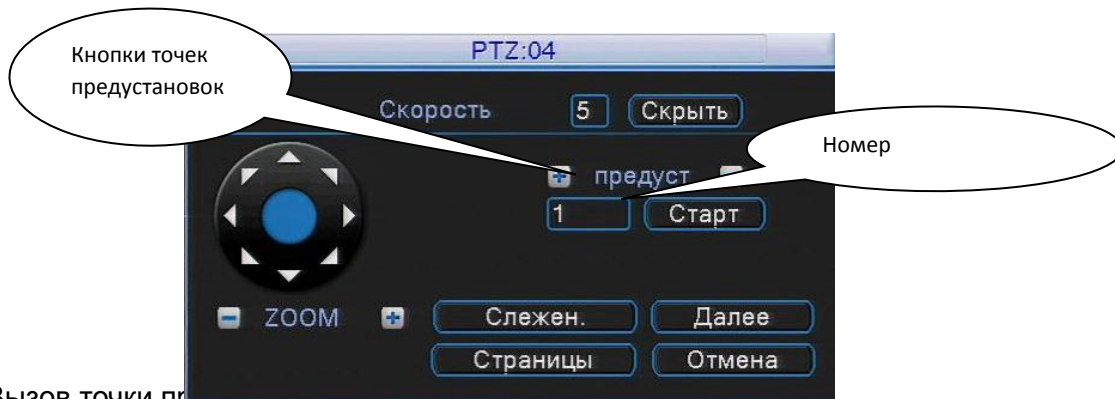 Кнопки точек
предустановок
PTZ:04
Скорость 5 Скрыть
Номер
предуст
1 Старт
ZOOM
Слежен. Далее
Страницы Отмена
Вызов точки